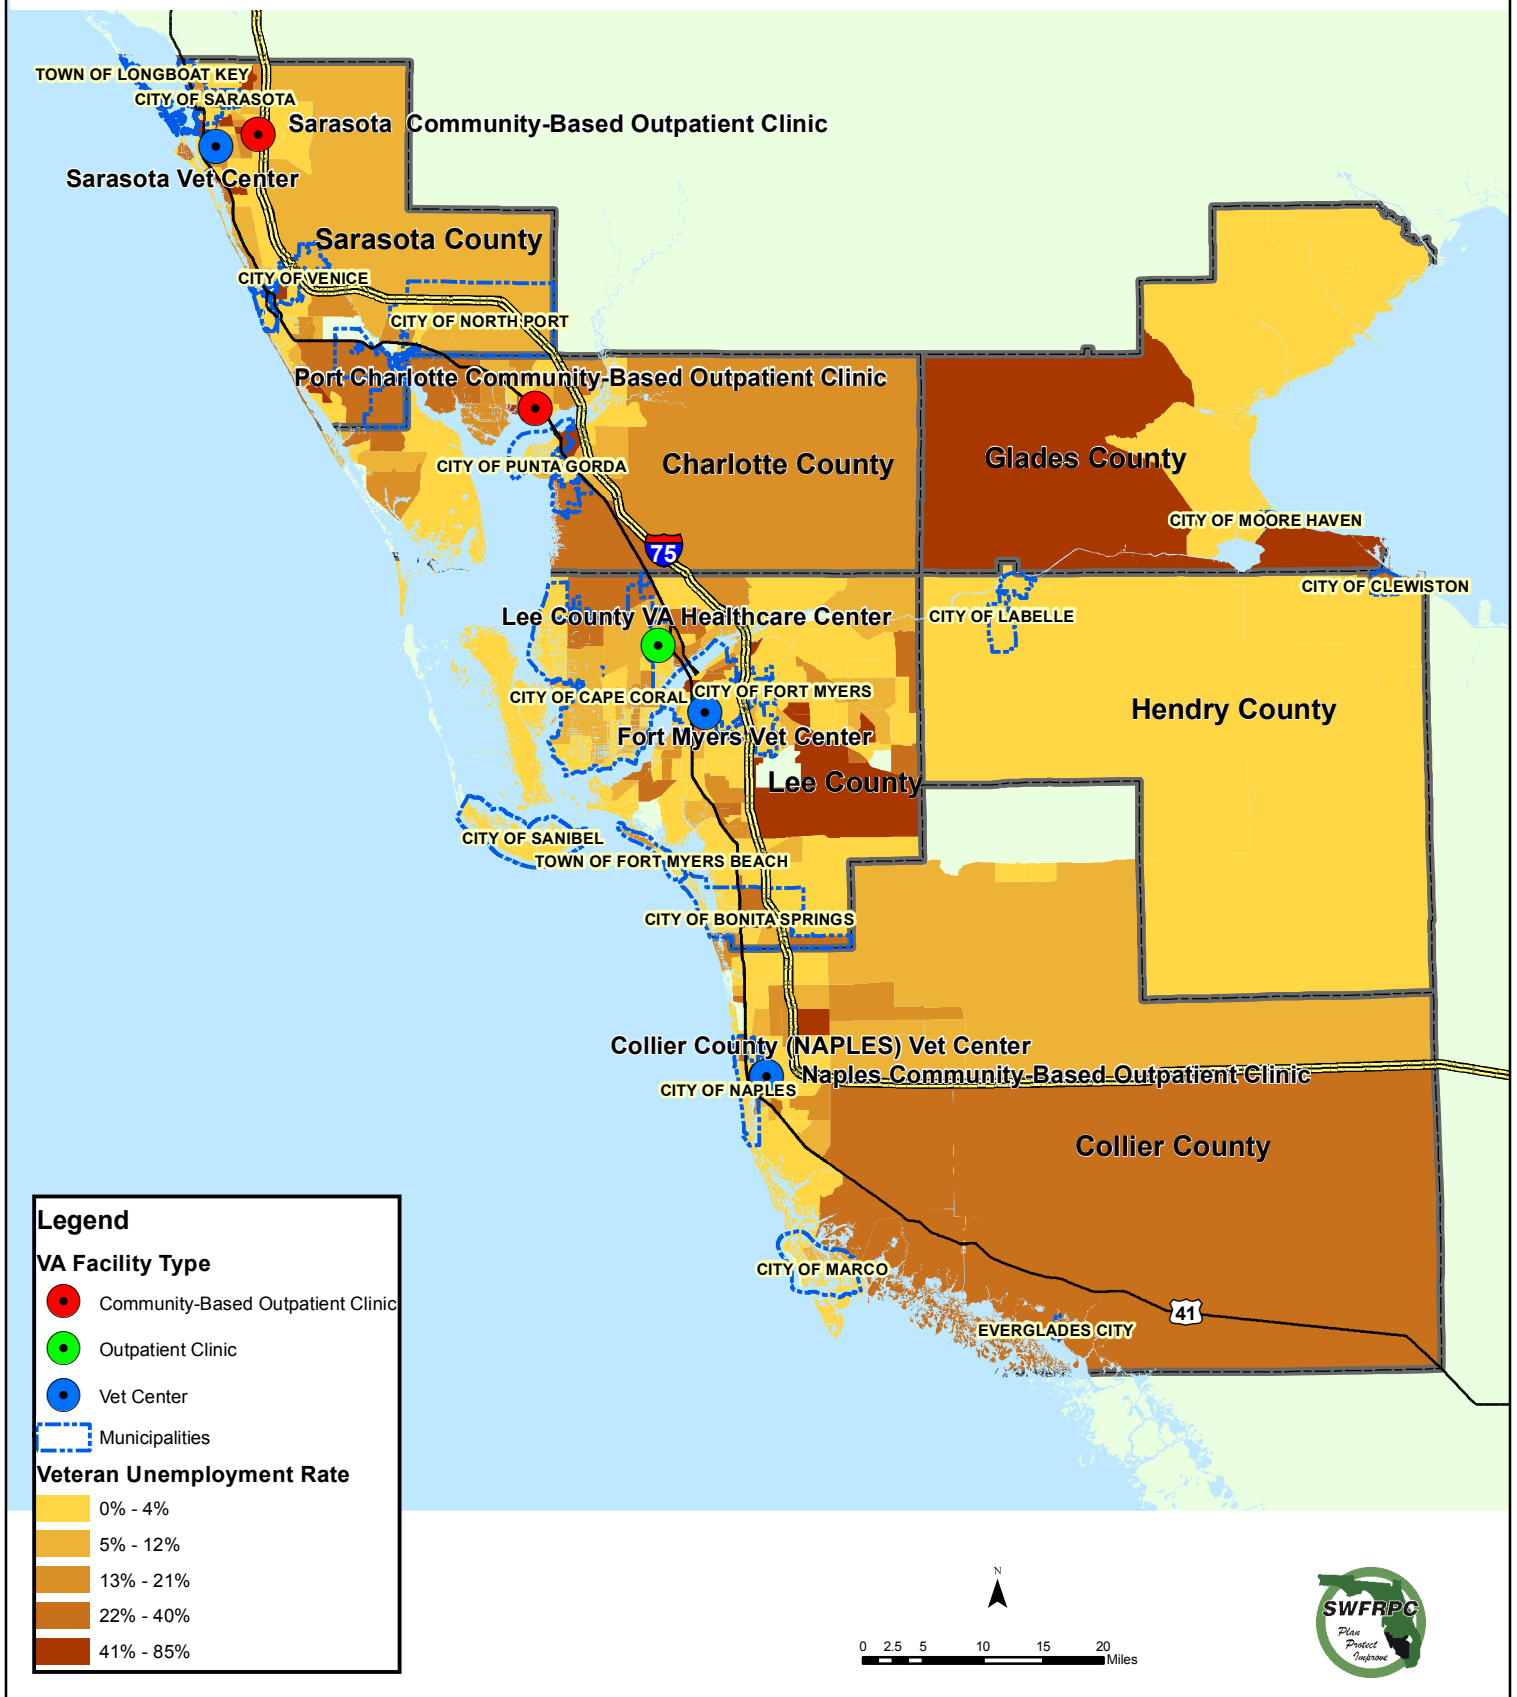 TOWN OF LONGBOAT KEY
CITY OF SARASOTA
Sarasota Community-Based Outpatient Clinic
Sarasota Vet Center
Sarasota County
CITY OF VENICE
CITY OF NORTH PORT
Port Charlotte Community-Based Outpatient Clinic
CITY OF PUNTA GORDA
Charlotte County
Glades County
CITY OF MOORE HAVEN
75
CITY OF CLEWISTON
Lee County VA Healthcare Center
CITY OF LABELLE
CITY OF CAPE CORAL
CITY OF FORT MYERS
Hendry County
Fort Myers Vet Center
Lee County
CITY OF SANIBEL
TOWN OF FORT MYERS BEACH
CITY OF BONITA SPRINGS
Collier County (NAPLES) Vet Center
Naples Community-Based Outpatient Clinic
CITY OF NAPLES
Collier County
CITY OF MARCO
41
EVERGLADES CITY
Legend
VA Facility Type
Community-Based Outpatient Clinic
Outpatient Clinic
Vet Center
Municipalities
Veteran Unemployment Rate
0% - 4%
5% - 12%
13% - 21%
22% - 40%
41% - 85%
N
0 2.5 5 10 15 20
Miles
SWFRPC
Plan
Protect
Improve